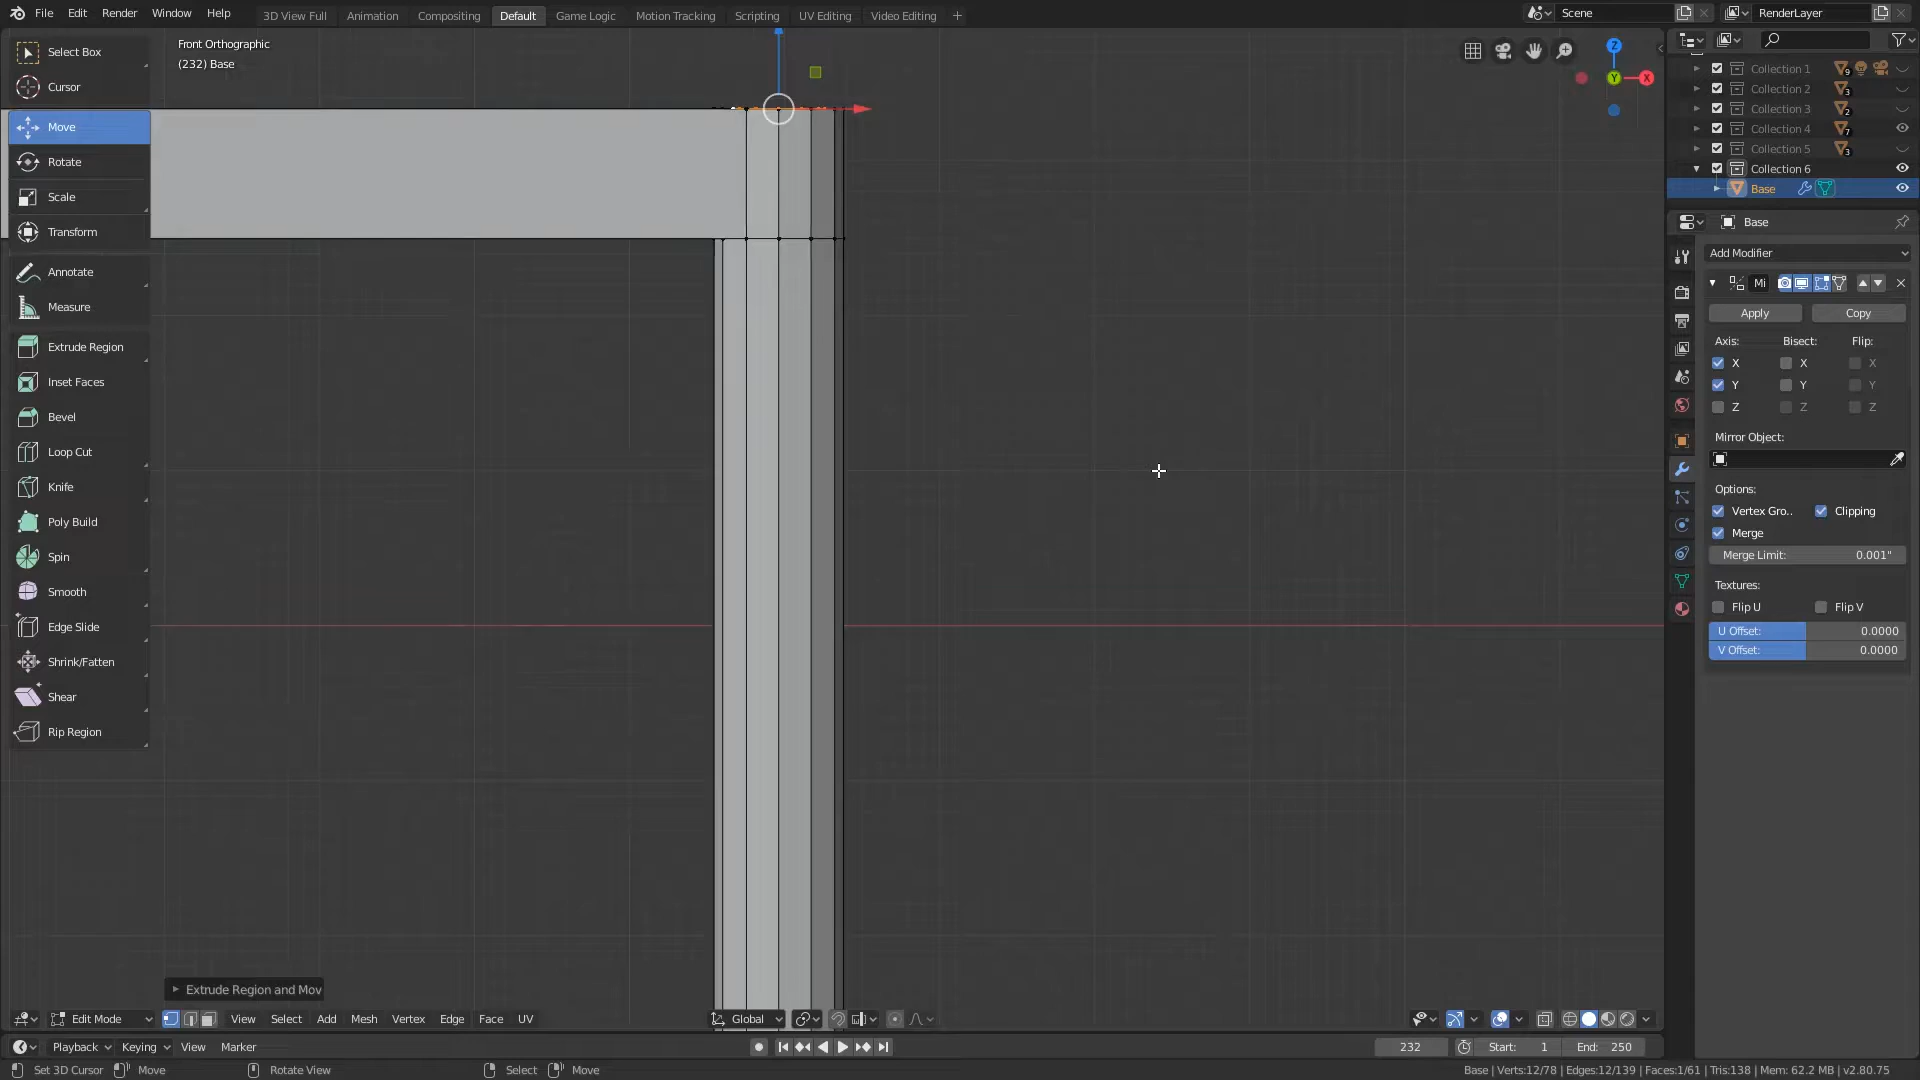 File Edit Render Window Help 3D View Full Animation Compositing Default Game Logic Motion Tracking Scripting UV Editing Video Editing Scene RenderLayer
Select Box
Cursor
Move
Rotate
Scale
Transform
Annotate
Measure
Extrude Region
Inset Faces
Bevel
Loop Cut
Knife
Poly Build
Spin
Smooth
Edge Slide
Shrink/Fatten
Shear
Rip Region
Front Orthographic
(232) Base
Z
Y
X
Collection 1 9
Collection 2 3
Collection 3 2
Collection 4 7
Collection 5 3
Collection 6
Base
Base
Add Modifier
Mi
Apply Copy
Axis: Bisect: Flip:
X X X
Y Y Y
Z Z Z
Mirror Object:
Options:
Vertex Gro.. Clipping
Merge
Merge Limit: 0.001"
Textures:
Flip U Flip V
U Offset: 0.0000
V Offset: 0.0000
Extrude Region and Mov
Edit Mode View Select Add Mesh Vertex Edge Face UV Global
Playback Keying View Marker 232 Start: 1 End: 250
Set 3D Cursor Move Rotate View Select Move Base | Verts:12/78 | Edges:12/139 | Faces:1/61 | Tris:138 | Mem: 62.2 MB | v2.80.75